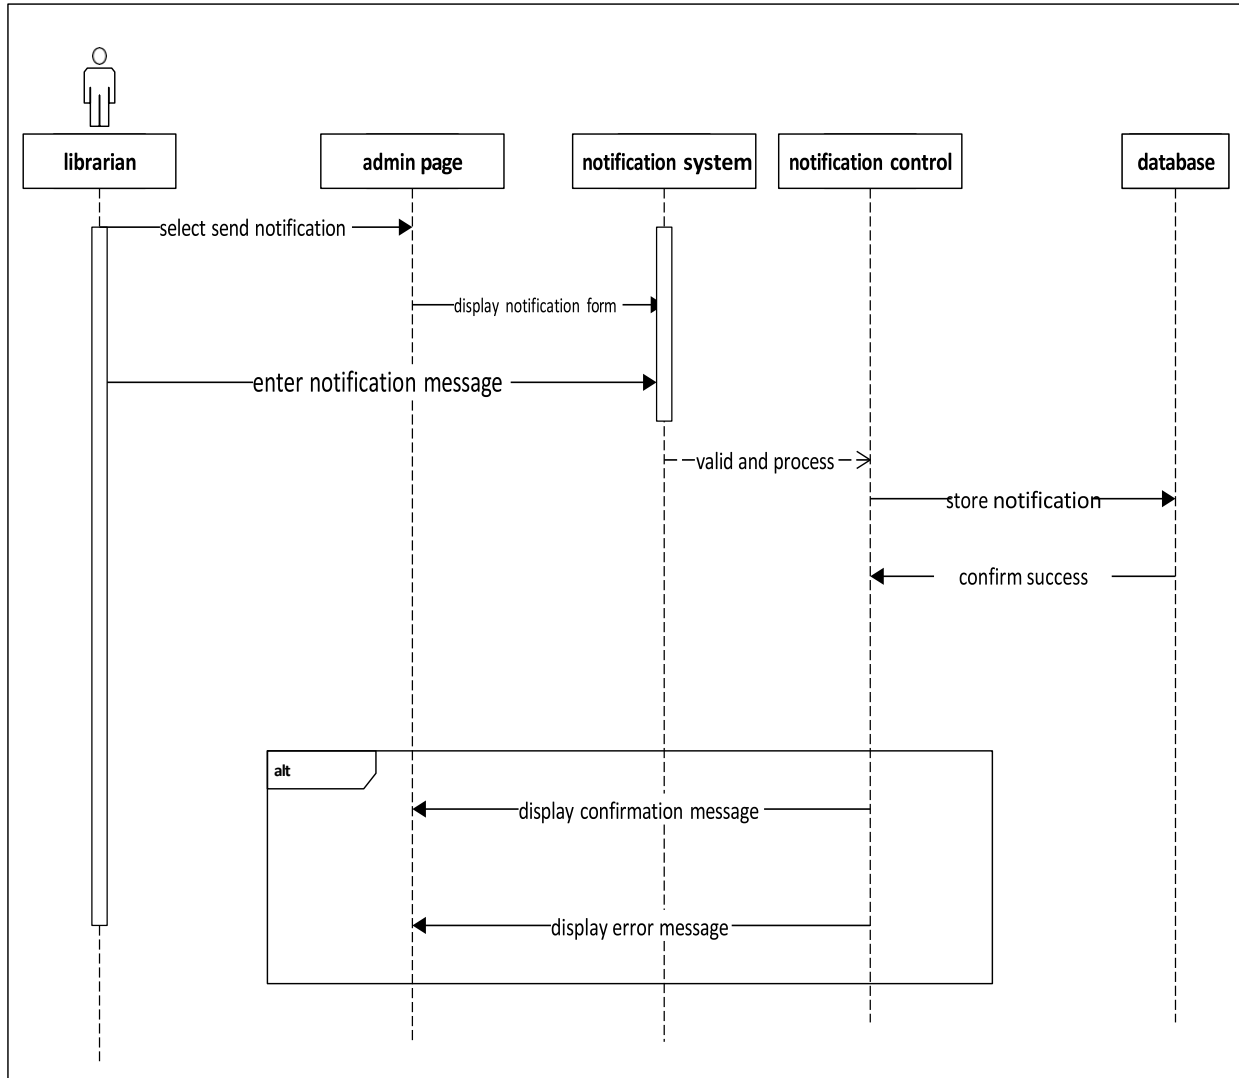 librarian
admin page
notification system
notification control
database
select send notification
display notification form
enter notification message
valid and process
store notification
confirm success
alt
display confirmation message
display error message